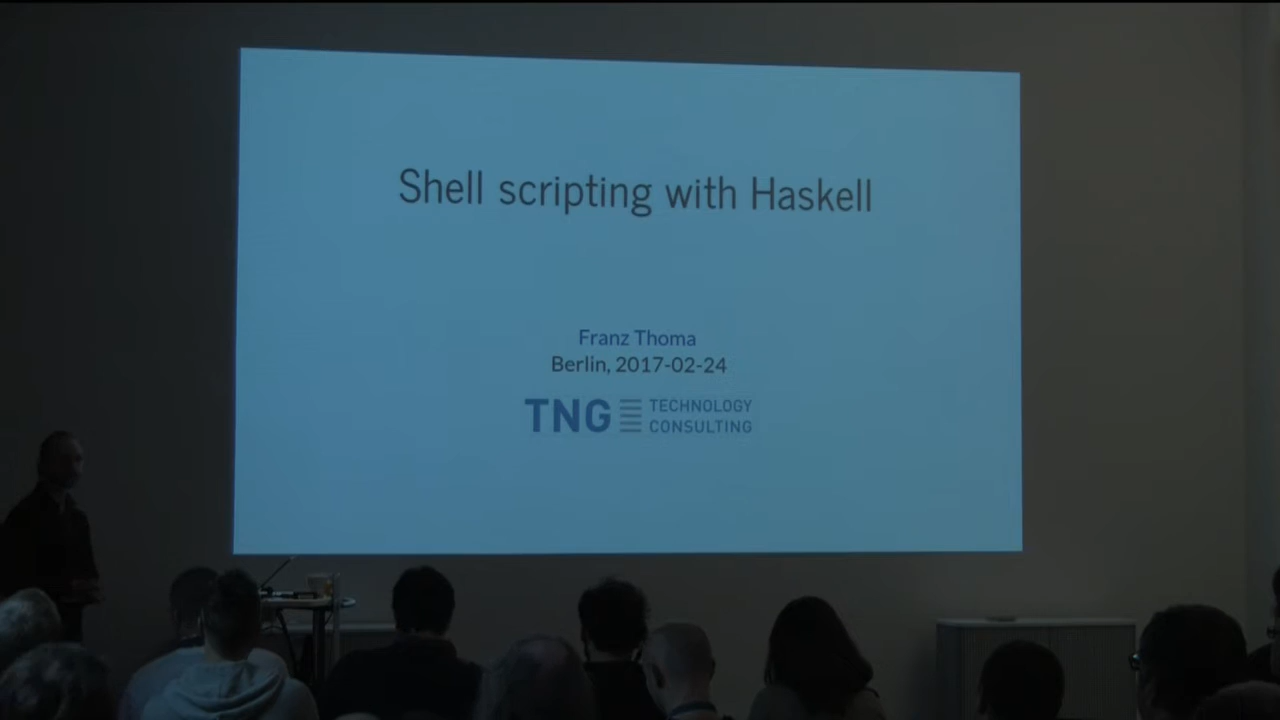 Shell scripting with Haskell
Franz Thoma
Berlin, 2017-02-24
TNG TECHNOLOGY
CONSULTING